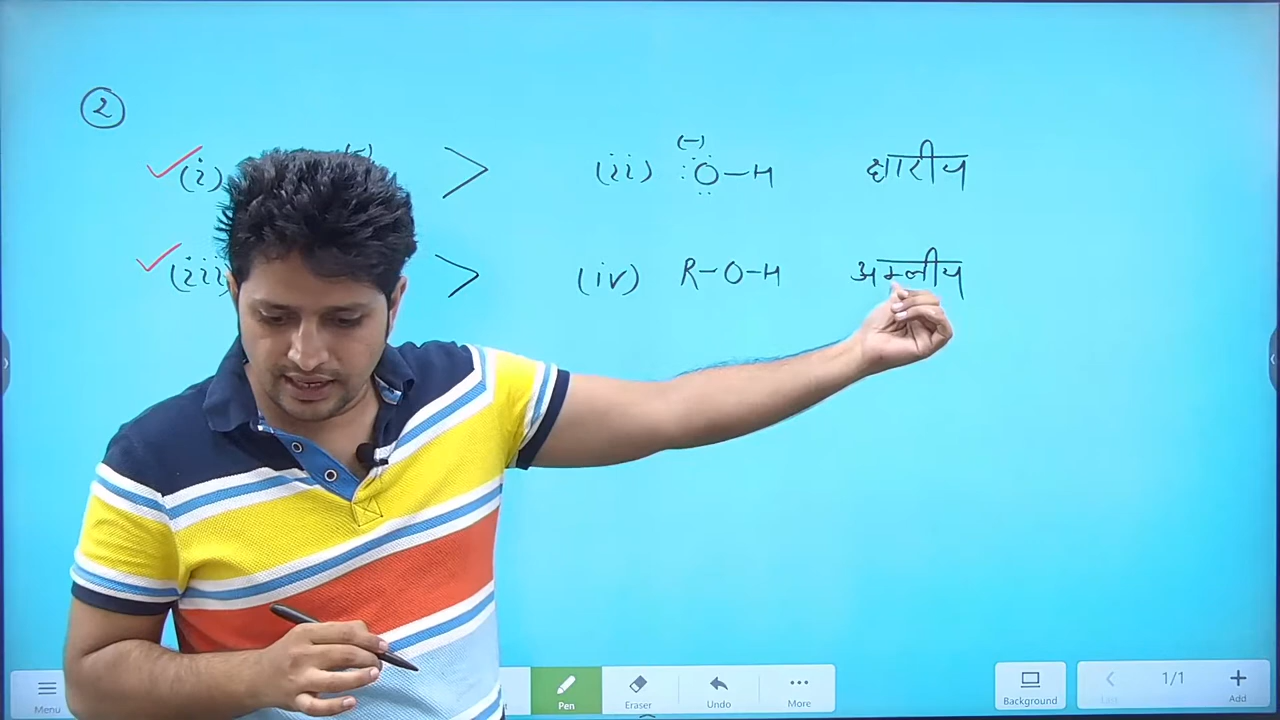 2
(i) (-) > (ii) (-) :Ö-H क्षारीय
(iii) > (iv) R-O-H अम्लीय
Menu Pen Eraser Undo More Background 1/1 Add